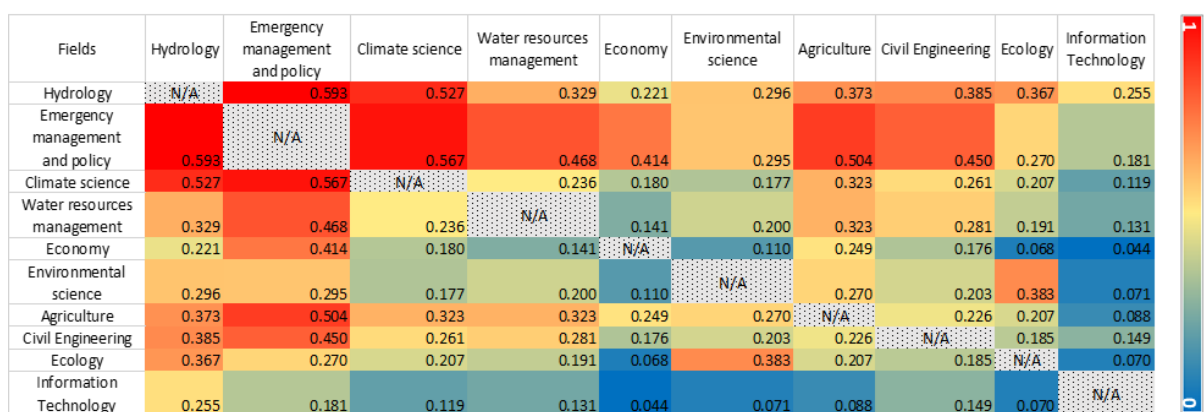 Fields Hydrology Emergency management and policy Climate science Water resources management Economy Environmental science Agriculture Civil Engineering Ecology Information Technology
Hydrology N/A 0.593 0.527 0.329 0.221 0.296 0.373 0.385 0.367 0.255
Emergency management and policy 0.593 N/A 0.567 0.468 0.414 0.295 0.504 0.450 0.270 0.181
Climate science 0.527 0.567 N/A 0.236 0.180 0.177 0.323 0.261 0.207 0.119
Water resources management 0.329 0.468 0.236 N/A 0.141 0.200 0.323 0.281 0.191 0.131
Economy 0.221 0.414 0.180 0.141 N/A 0.110 0.249 0.176 0.068 0.044
Environmental science 0.296 0.295 0.177 0.200 0.110 N/A 0.270 0.203 0.383 0.071
Agriculture 0.373 0.504 0.323 0.323 0.249 0.270 N/A 0.226 0.207 0.088
Civil Engineering 0.385 0.450 0.261 0.281 0.176 0.203 0.226 N/A 0.185 0.149
Ecology 0.367 0.270 0.207 0.191 0.068 0.383 0.207 0.185 N/A 0.070
Information Technology 0.255 0.181 0.119 0.131 0.044 0.071 0.088 0.149 0.070 N/A
1
0